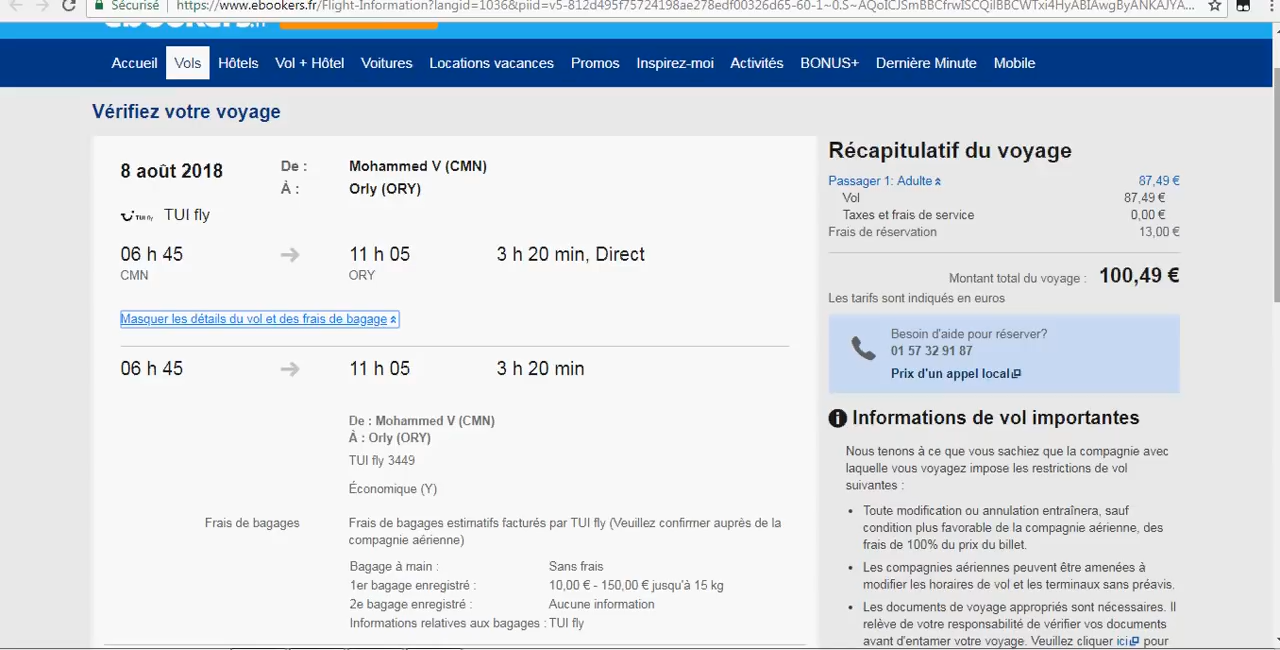 Sécurisé https://www.ebookers.fr/Flight-Information?langid=1036&piid=v5-812d495f75724198ae278edf00326d65-60-1~0.S~AQoICJSmBBCfrwISCQilBBCWTxi4HyABIAwgByANKAJYA...
ebookers.fr
Accueil Vols Hôtels Vol + Hôtel Voitures Locations vacances Promos Inspirez-moi Activités BONUS+ Dernière Minute Mobile
Vérifiez votre voyage
8 août 2018 De : Mohammed V (CMN)
À : Orly (ORY)
TUI fly TUI fly
06 h 45 11 h 05 3 h 20 min, Direct
CMN ORY
Masquer les détails du vol et des frais de bagage
06 h 45 11 h 05 3 h 20 min
De : Mohammed V (CMN)
À : Orly (ORY)
TUI fly 3449
Économique (Y)
Frais de bagages Frais de bagages estimatifs facturés par TUI fly (Veuillez confirmer auprès de la
compagnie aérienne)
Bagage à main : Sans frais
1er bagage enregistré : 10,00 € - 150,00 € jusqu'à 15 kg
2e bagage enregistré : Aucune information
Informations relatives aux bagages : TUI fly
Récapitulatif du voyage
Passager 1: Adulte 87,49 €
Vol 87,49 €
Taxes et frais de service 0,00 €
Frais de réservation 13,00 €
Montant total du voyage : 100,49 €
Les tarifs sont indiqués en euros
Besoin d'aide pour réserver?
01 57 32 91 87
Prix d'un appel local
Informations de vol importantes
Nous tenons à ce que vous sachiez que la compagnie avec
laquelle vous voyagez impose les restrictions de vol
suivantes :
• Toute modification ou annulation entraînera, sauf
condition plus favorable de la compagnie aérienne, des
frais de 100% du prix du billet.
• Les compagnies aériennes peuvent être amenées à
modifier les horaires de vol et les terminaux sans préavis.
• Les documents de voyage appropriés sont nécessaires. Il
relève de votre responsabilité de vérifier vos documents
avant d'entamer votre voyage. Veuillez cliquer ici pour